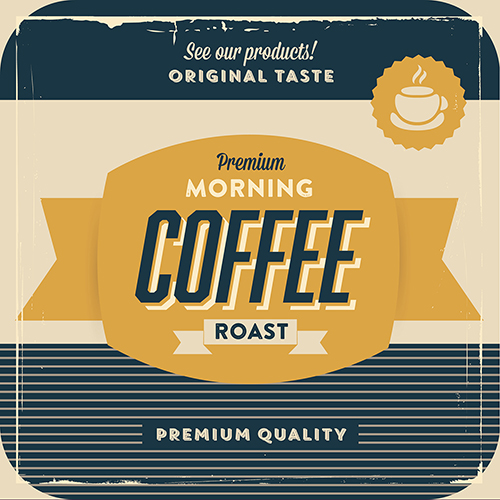 See our products!
ORIGINAL TASTE
Premium
MORNING
COFFEE
ROAST
PREMIUM QUALITY